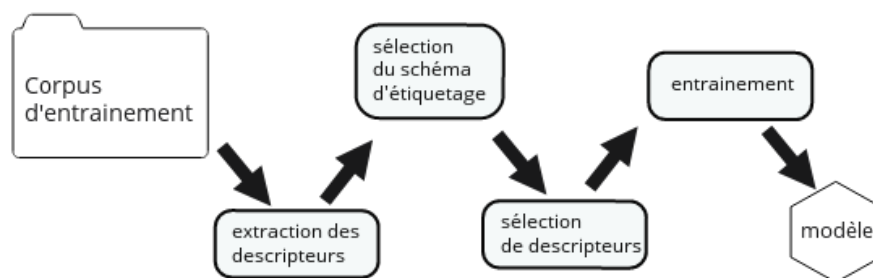 Corpus
d'entrainement
extraction des
descripteurs
sélection
du schéma
d'étiquetage
sélection
de descripteurs
entrainement
modèle